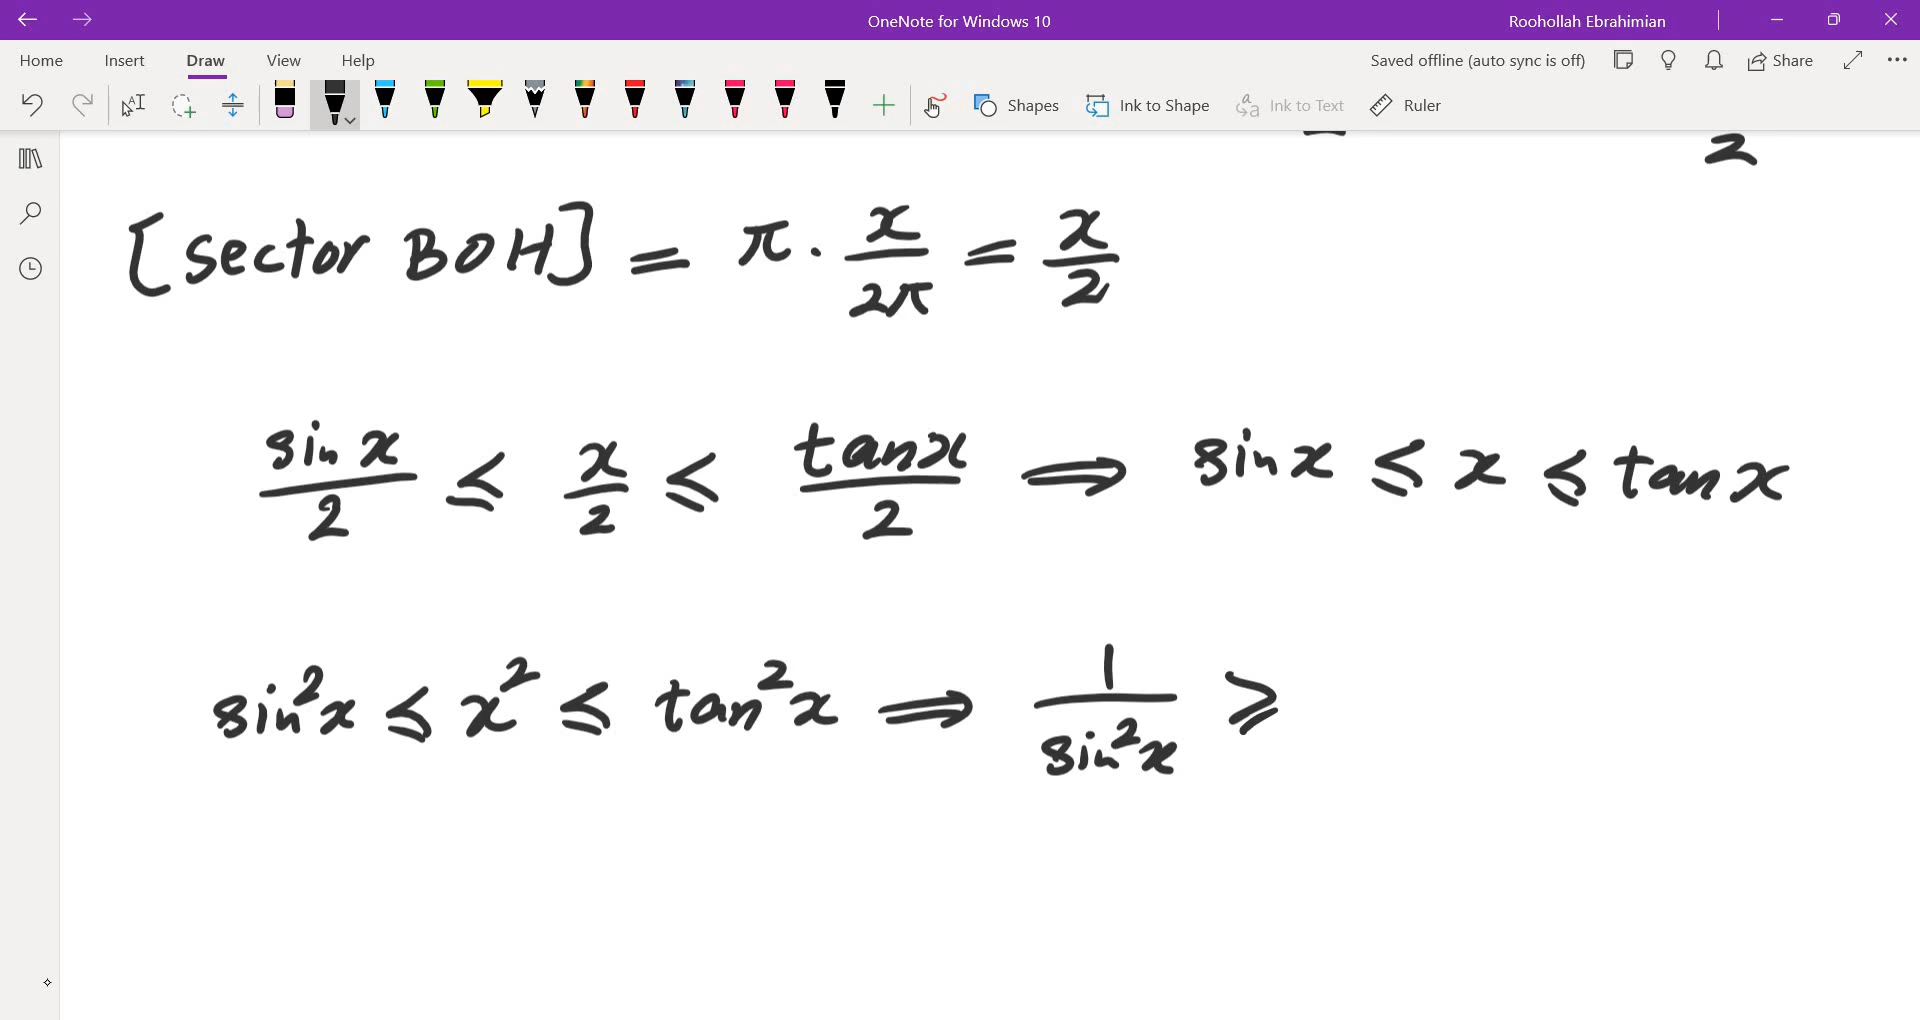 OneNote for Windows 10
Roohollah Ebrahimian
Home Insert Draw View Help
Saved offline (auto sync is off) Share
Shapes Ink to Shape Ink to Text Ruler
2
[sector BOH] = π · x/2π = x/2
sin x/2 ≤ x/2 ≤ tan x/2 ⟹ sin x ≤ x ≤ tan x
sin²x ≤ x² ≤ tan²x ⟹ 1/sin²x ≥